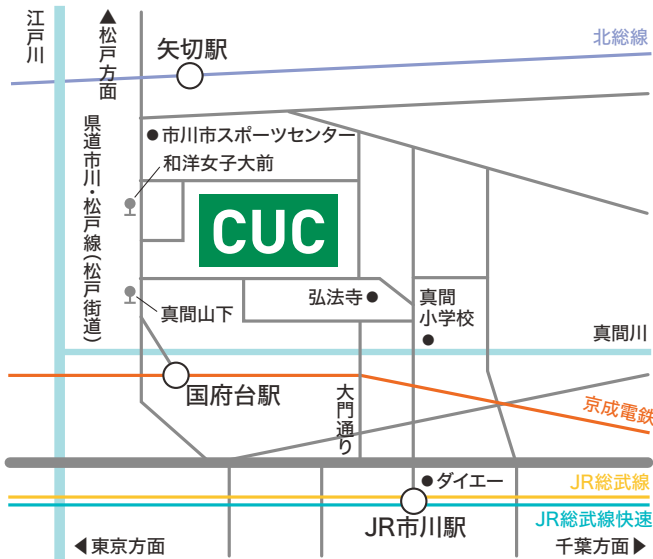 江戸川
▲松戸方面
矢切駅
北総線
県道市川・松戸線(松戸街道)
●市川市スポーツセンター
和洋女子大前
CUC
弘法寺●
真間
小学校
真間山下
真間川
国府台駅
大門通り
京成電鉄
●ダイエー
JR総武線
JR市川駅
JR総武線快速
◀東京方面
千葉方面▶